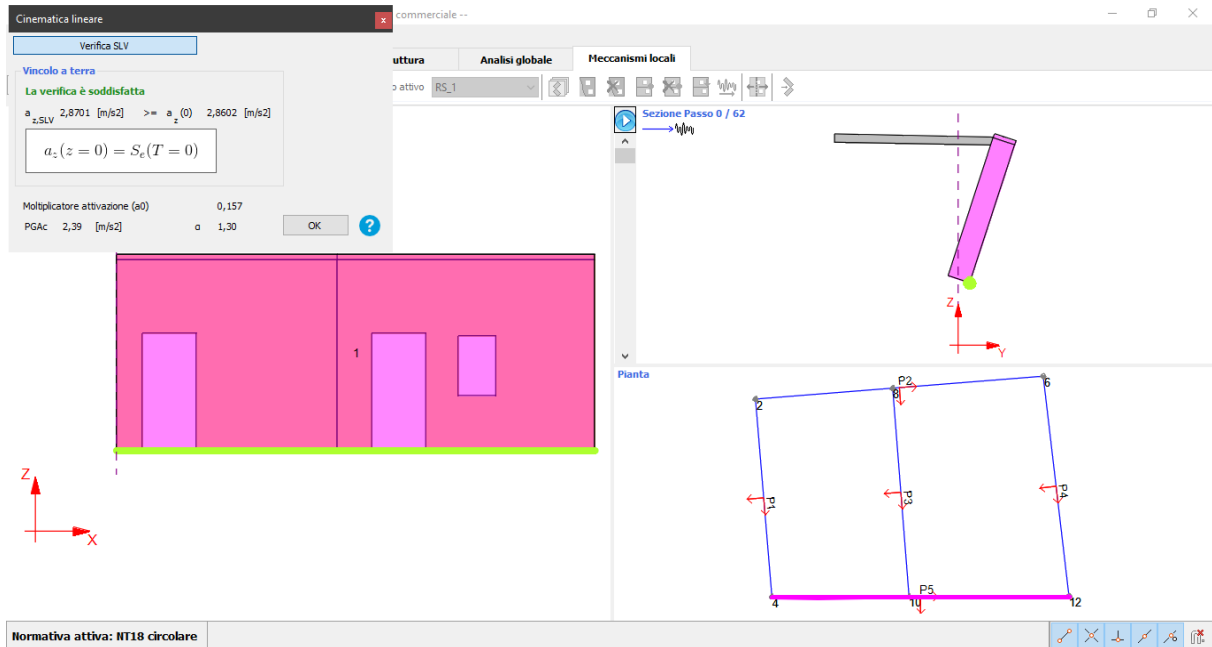 Cinematica lineare
x
commerciale --
Verifica SLV
uttura
Analisi globale
Meccanismi locali
o attivo
RS_1
Vincolo a terra
La verifica è soddisfatta
a z,SLV 2,8701 [m/s2] >= a z (0) 2,8602 [m/s2]
a_z(z = 0) = S_e(T = 0)
Moltiplicatore attivazione (a0) 0,157
PGAc 2,39 [m/s2] α 1,30
OK
?
Sezione Passo 0 / 62
Z
Y
1
Z
X
Pianta
2
P2
8
6
P1
P3
P4
4
10
P5
12
Normativa attiva: NT18 circolare